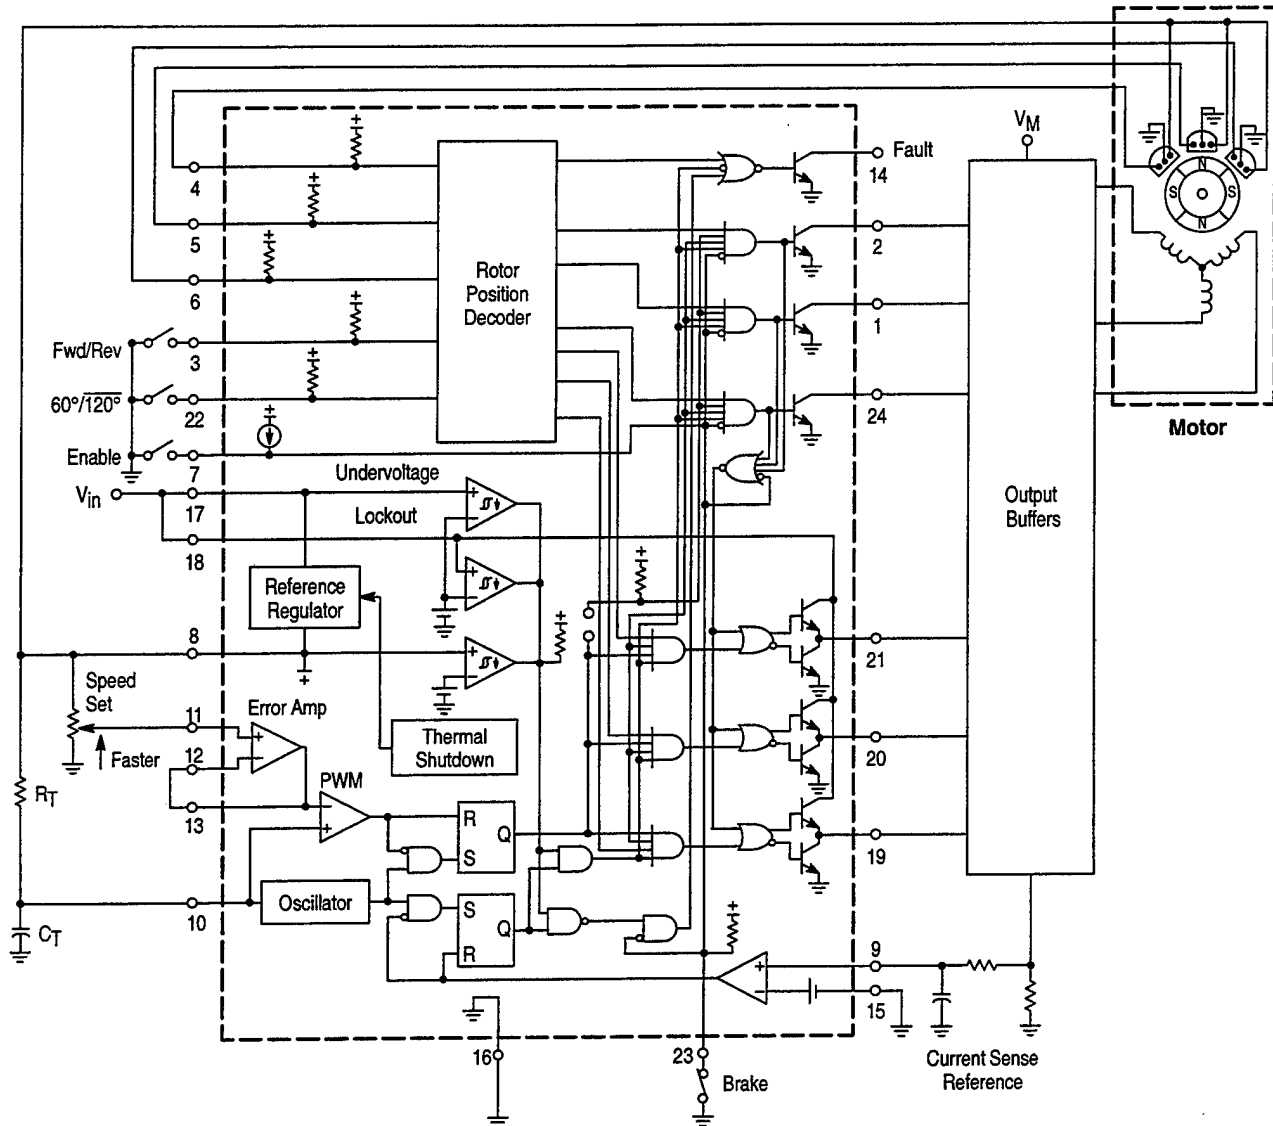 Motor
N
S
S
N
V_M
4
5
6
Fwd/Rev
3
60°/120°
22
Enable
7
V_in
17
18
8
Speed
Set
11
Faster
12
13
R_T
10
C_T
Rotor
Position
Decoder
Undervoltage
Lockout
Reference
Regulator
Error Amp
Thermal
Shutdown
PWM
R
Q
S
Oscillator
S
Q
R
Fault
14
2
1
24
Output
Buffers
21
20
19
9
15
Current Sense
Reference
16
23
Brake
+
+
+
+
+
+
+
+
+
+
+
+
+
+
−
−
−
−
−
−